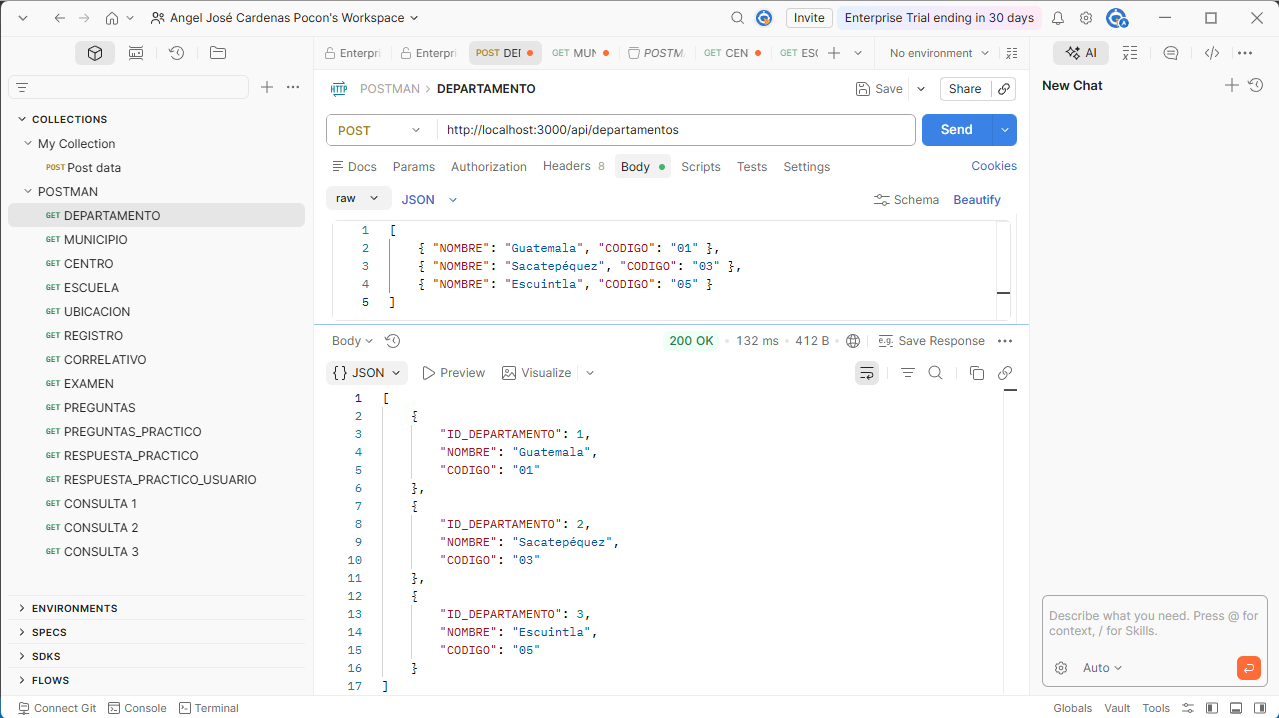 Angel José Cardenas Pocon's Workspace
Invite
Enterprise Trial ending in 30 days
Enterpri
Enterpri
POST DEI
GET MUN
POSTM
GET CEN
GET ESC
No environment
AI
HTTP POSTMAN > DEPARTAMENTO
Save
Share
New Chat
COLLECTIONS
My Collection
POST Post data
POSTMAN
GET DEPARTAMENTO
GET MUNICIPIO
GET CENTRO
GET ESCUELA
GET UBICACION
GET REGISTRO
GET CORRELATIVO
GET EXAMEN
GET PREGUNTAS
GET PREGUNTAS_PRACTICO
GET RESPUESTA_PRACTICO
GET RESPUESTA_PRACTICO_USUARIO
GET CONSULTA 1
GET CONSULTA 2
GET CONSULTA 3
ENVIRONMENTS
SPECS
SDKS
FLOWS
POST
http://localhost:3000/api/departamentos
Send
Docs Params Authorization Headers 8 Body Scripts Tests Settings Cookies
raw JSON Schema Beautify
1 [
2 { "NOMBRE": "Guatemala", "CODIGO": "01" },
3 { "NOMBRE": "Sacatepéquez", "CODIGO": "03" },
4 { "NOMBRE": "Escuintla", "CODIGO": "05" }
5 ]
Body 200 OK • 132 ms • 412 B e.g. Save Response
{} JSON Preview Visualize
1 [
2 {
3 "ID_DEPARTAMENTO": 1,
4 "NOMBRE": "Guatemala",
5 "CODIGO": "01"
6 },
7 {
8 "ID_DEPARTAMENTO": 2,
9 "NOMBRE": "Sacatepéquez",
10 "CODIGO": "03"
11 },
12 {
13 "ID_DEPARTAMENTO": 3,
14 "NOMBRE": "Escuintla",
15 "CODIGO": "05"
16 }
17 ]
Describe what you need. Press @ for
context, / for Skills.
Auto
Connect Git Console Terminal
Globals Vault Tools